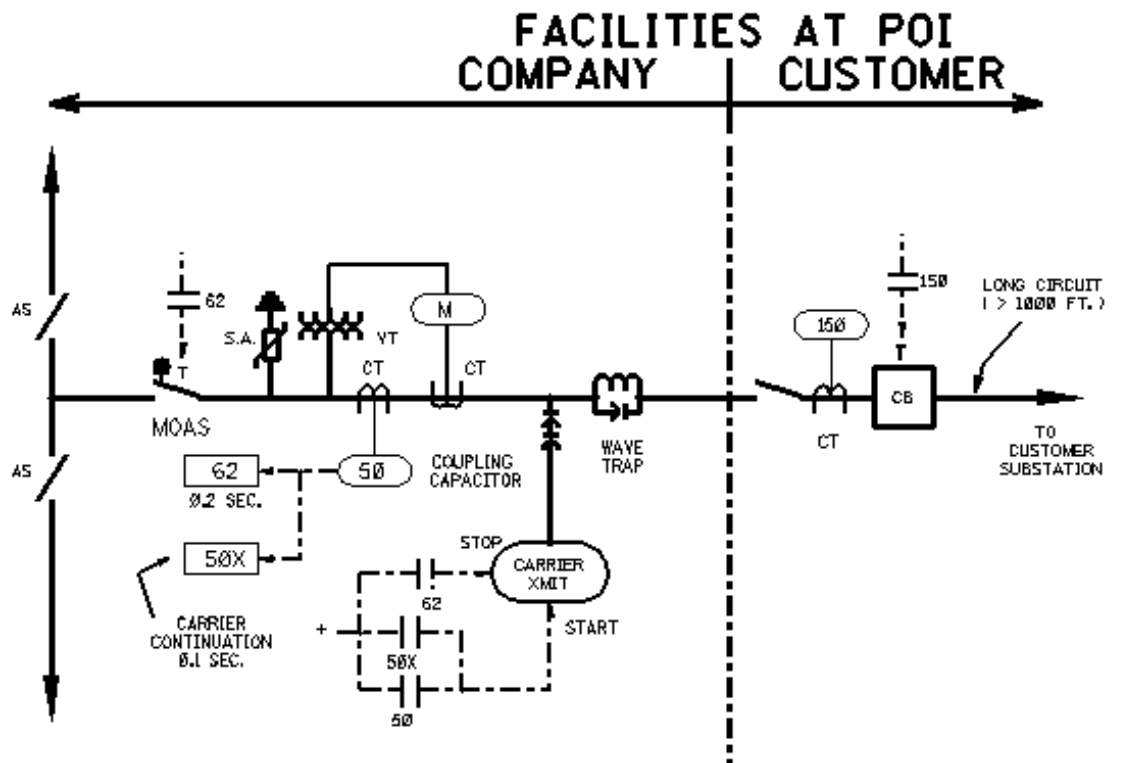 FACILITIES AT POI
COMPANY
CUSTOMER
AS
62
S.A.
VT
M
CT
CT
T
MOAS
150
150
T
CB
CT
LONG CIRCUIT
( > 1000 FT.)
TO
CUSTOMER
SUBSTATION
WAVE
TRAP
AS
62
0.2 SEC.
50
COUPLING
CAPACITOR
50X
CARRIER
CONTINUATION
0.1 SEC.
STOP
CARRIER
XMIT
START
62
+
50X
50